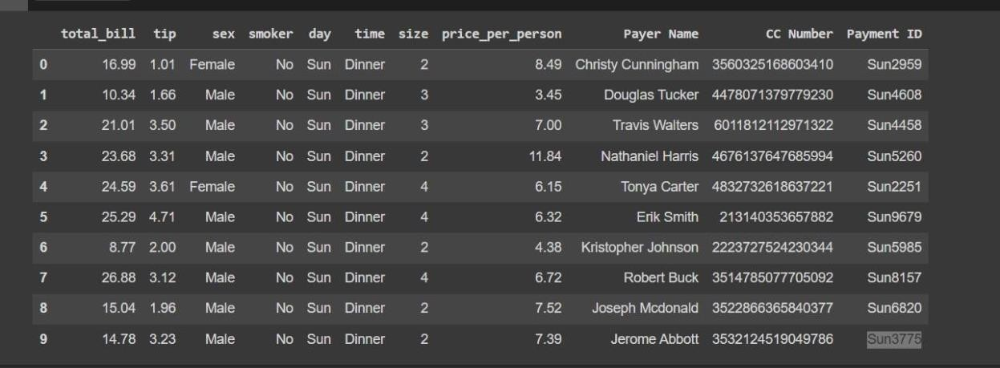 total_bill tip sex smoker day time size price_per_person Payer Name CC Number Payment ID
0 16.99 1.01 Female No Sun Dinner 2 8.49 Christy Cunningham 3560325168603410 Sun2959
1 10.34 1.66 Male No Sun Dinner 3 3.45 Douglas Tucker 4478071379779230 Sun4608
2 21.01 3.50 Male No Sun Dinner 3 7.00 Travis Walters 6011812112971322 Sun4458
3 23.68 3.31 Male No Sun Dinner 2 11.84 Nathaniel Harris 4676137647685994 Sun5260
4 24.59 3.61 Female No Sun Dinner 4 6.15 Tonya Carter 4832732618637221 Sun2251
5 25.29 4.71 Male No Sun Dinner 4 6.32 Erik Smith 213140353657882 Sun9679
6 8.77 2.00 Male No Sun Dinner 2 4.38 Kristopher Johnson 2223727524230344 Sun5985
7 26.88 3.12 Male No Sun Dinner 4 6.72 Robert Buck 3514785077705092 Sun8157
8 15.04 1.96 Male No Sun Dinner 2 7.52 Joseph Mcdonald 3522866365840377 Sun6820
9 14.78 3.23 Male No Sun Dinner 2 7.39 Jerome Abbott 3532124519049786 Sun3775